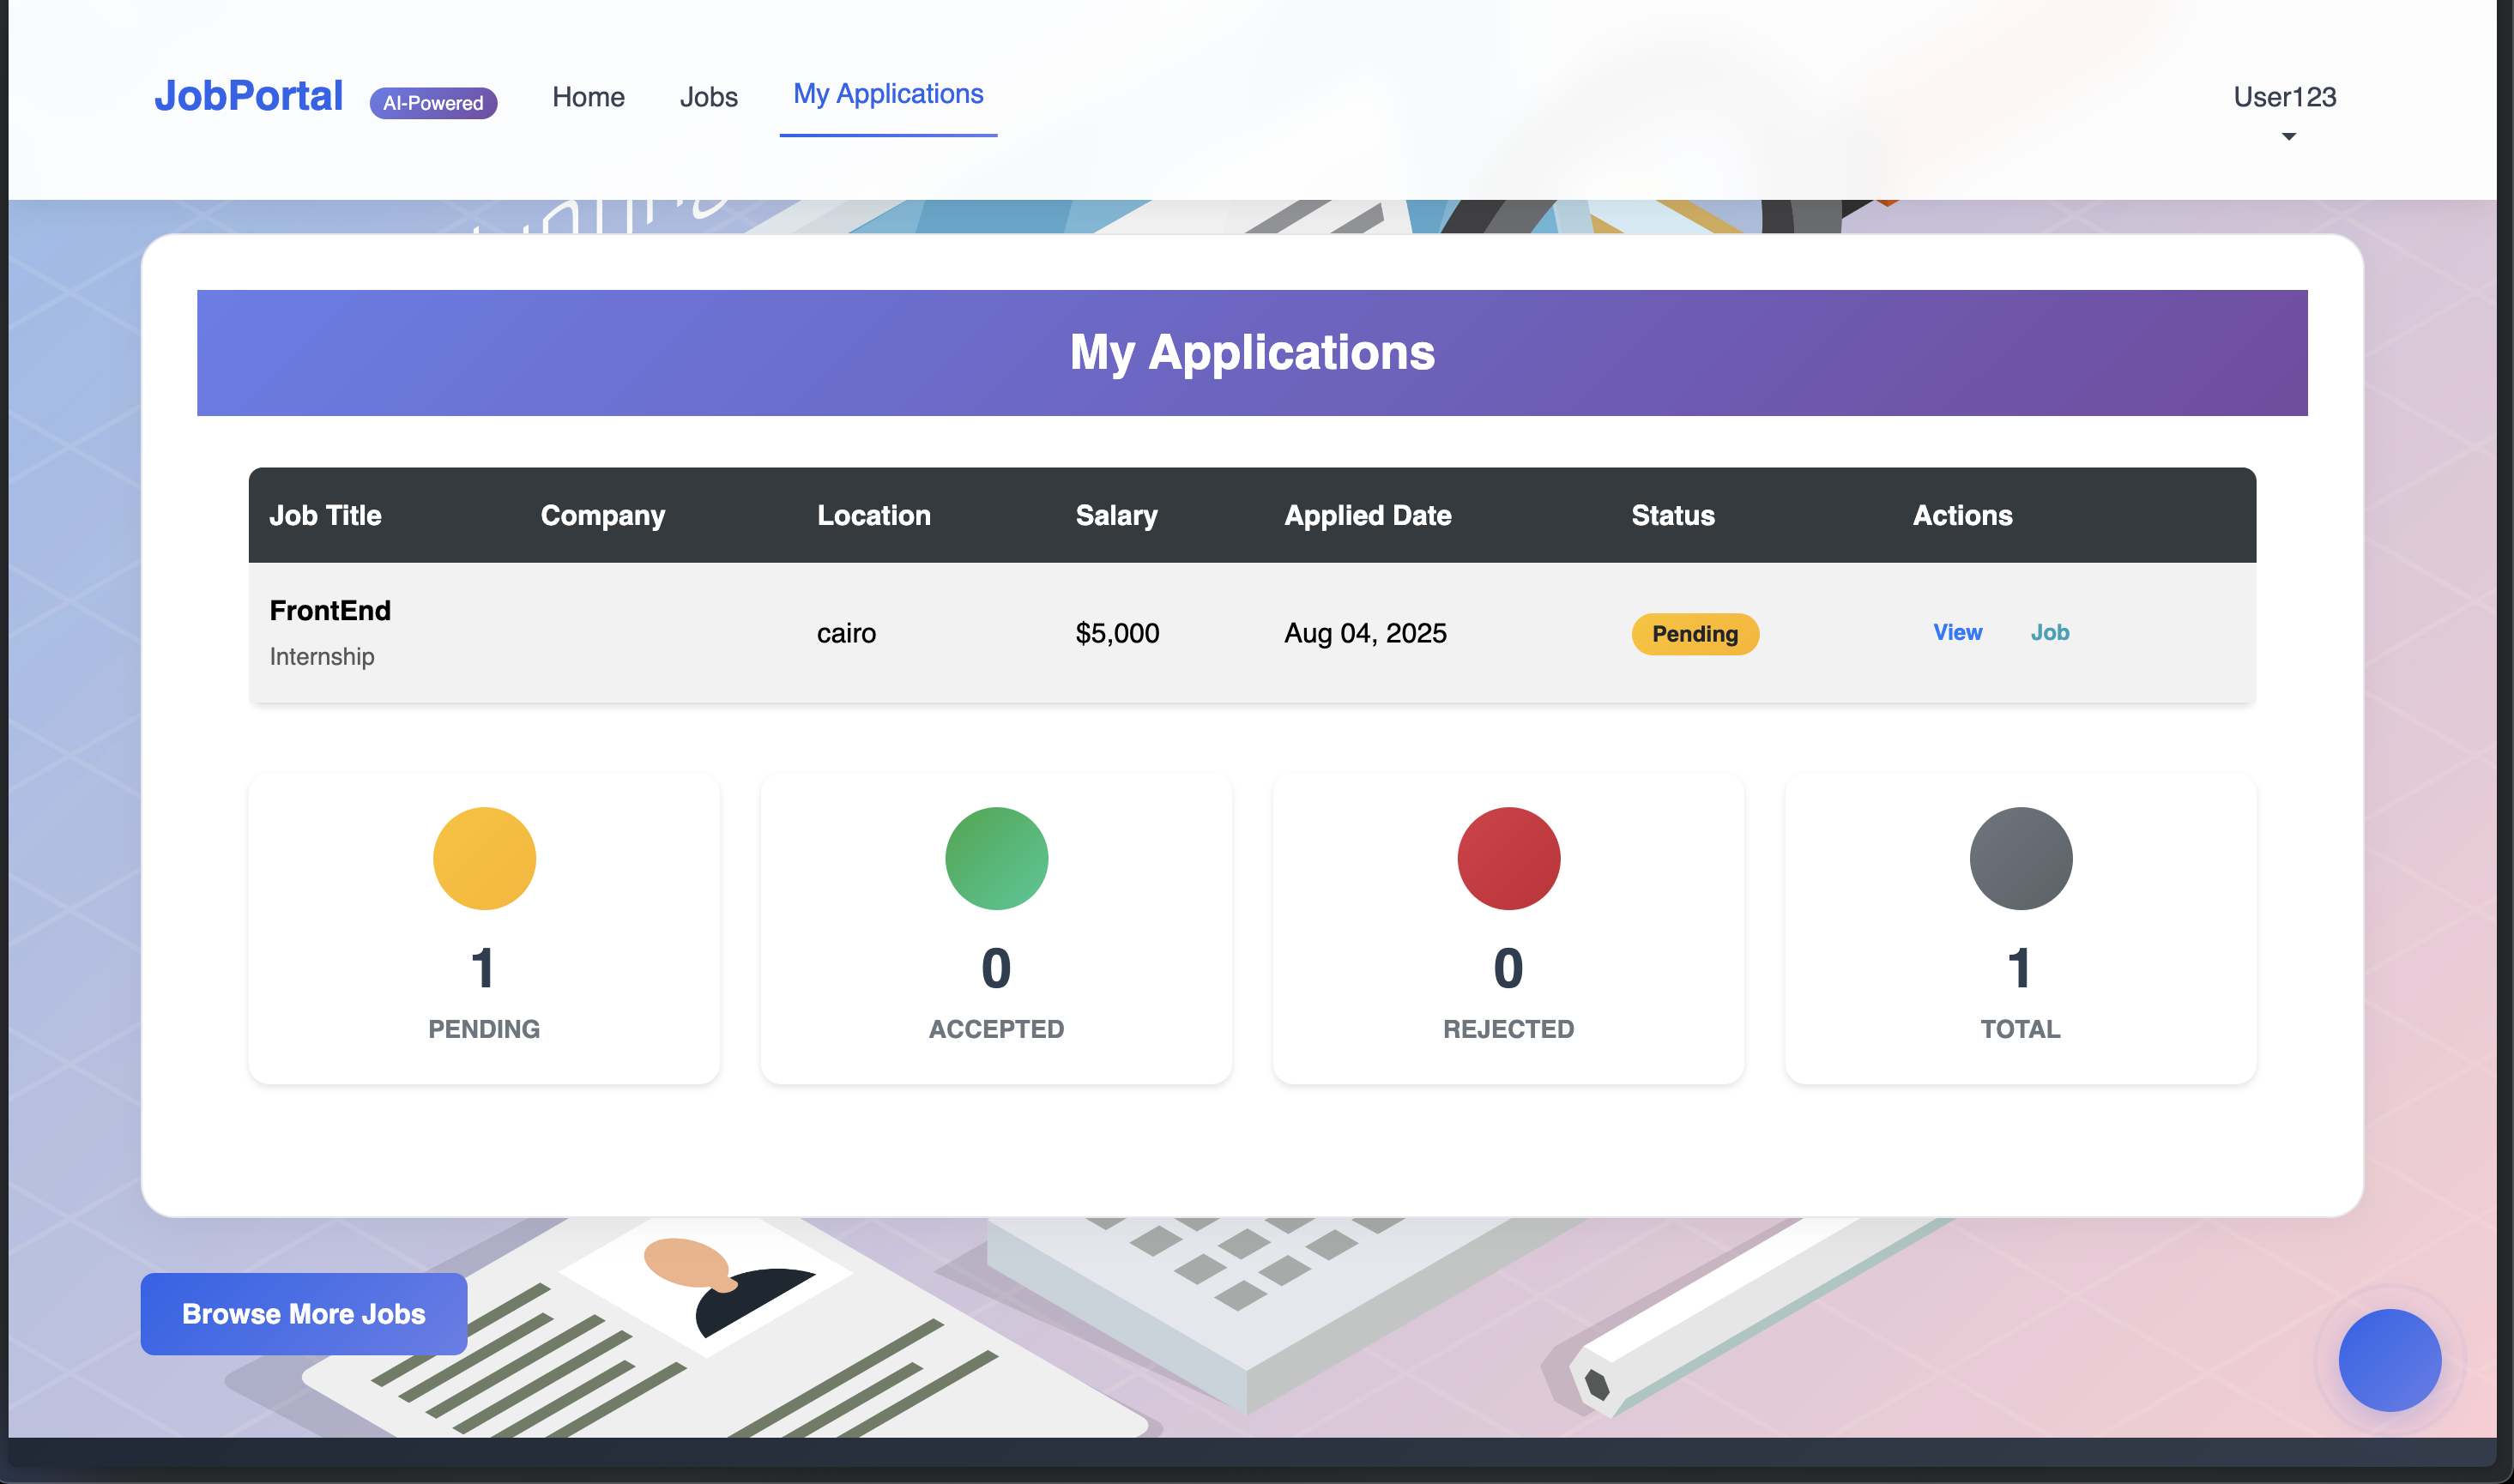 JobPortal AI-Powered Home Jobs My Applications User123
My Applications
Job Title Company Location Salary Applied Date Status Actions
FrontEnd
Internship
cairo $5,000 Aug 04, 2025 Pending View Job
1 0 0 1
PENDING ACCEPTED REJECTED TOTAL
Browse More Jobs